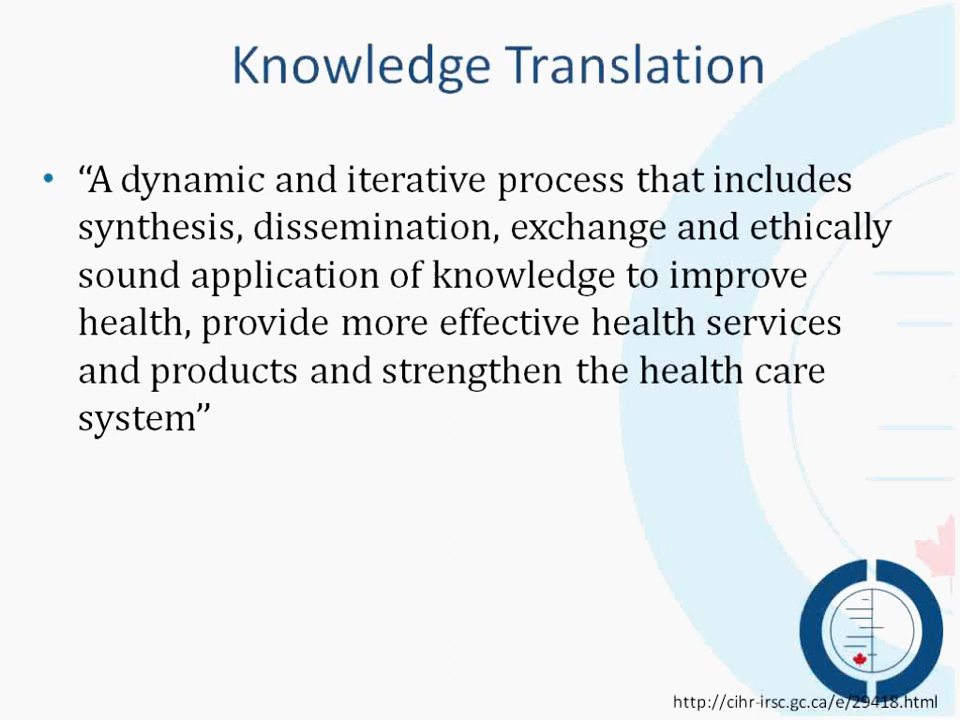 Knowledge Translation
• “A dynamic and iterative process that includes
synthesis, dissemination, exchange and ethically
sound application of knowledge to improve
health, provide more effective health services
and products and strengthen the health care
system”
http://cihr-irsc.gc.ca/e/29418.html